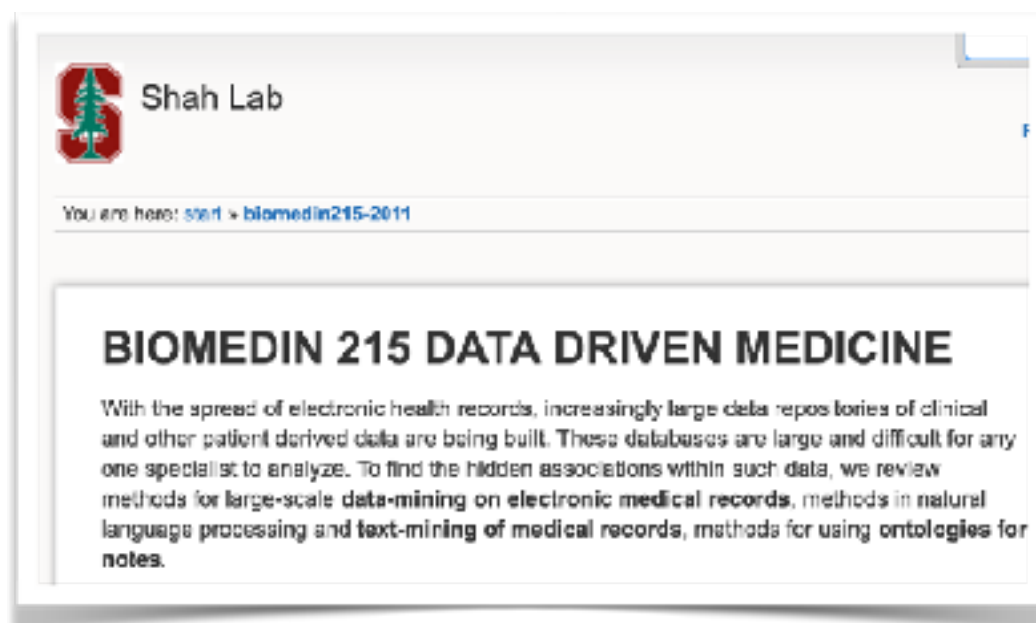 Shah Lab
You are here: start » biomedin215-2011
BIOMEDIN 215 DATA DRIVEN MEDICINE
With the spread of electronic health records, increasingly large data repositories of clinical
and other patient derived data are being built. These databases are large and difficult for any
one specialist to analyze. To find the hidden associations within such data, we review
methods for large-scale data-mining on electronic medical records, methods in natural
language processing and text-mining of medical records, methods for using ontologies for
notes.